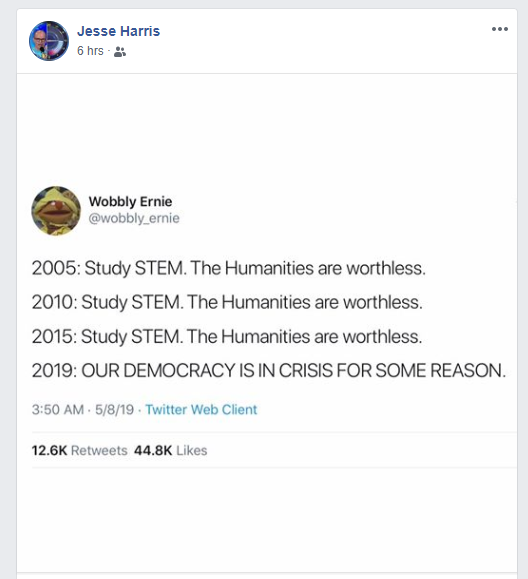 Jesse Harris
6 hrs ·
Wobbly Ernie
@wobbly_ernie
2005: Study STEM. The Humanities are worthless.
2010: Study STEM. The Humanities are worthless.
2015: Study STEM. The Humanities are worthless.
2019: OUR DEMOCRACY IS IN CRISIS FOR SOME REASON.
3:50 AM · 5/8/19 · Twitter Web Client
12.6K Retweets 44.8K Likes